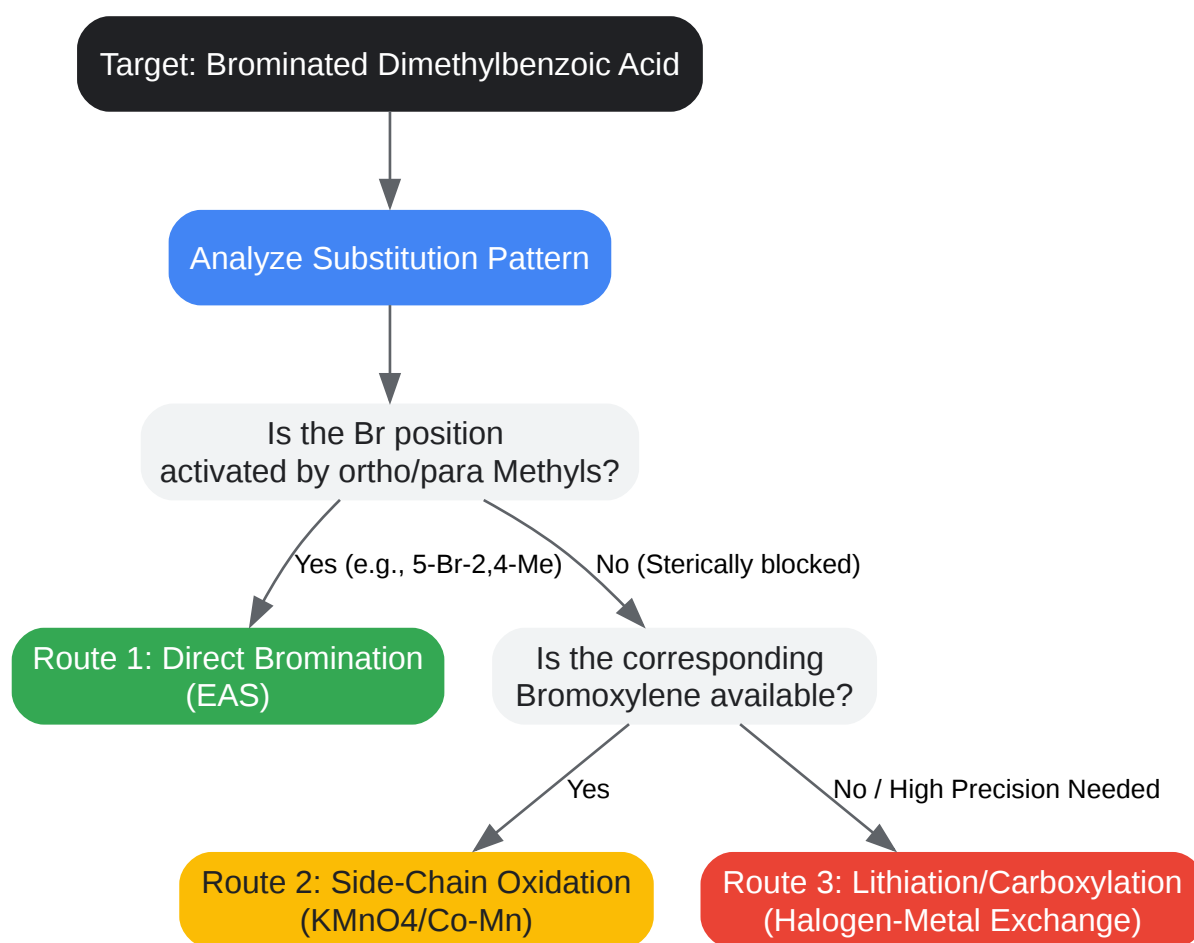 Target: Brominated Dimethylbenzoic Acid
Analyze Substitution Pattern
Is the Br position
activated by ortho/para Methyls?
Yes (e.g., 5-Br-2,4-Me)
No (Sterically blocked)
Route 1: Direct Bromination
(EAS)
Is the corresponding
Bromoxylene available?
Yes
No / High Precision Needed
Route 2: Side-Chain Oxidation
(KMnO4/Co-Mn)
Route 3: Lithiation/Carboxylation
(Halogen-Metal Exchange)